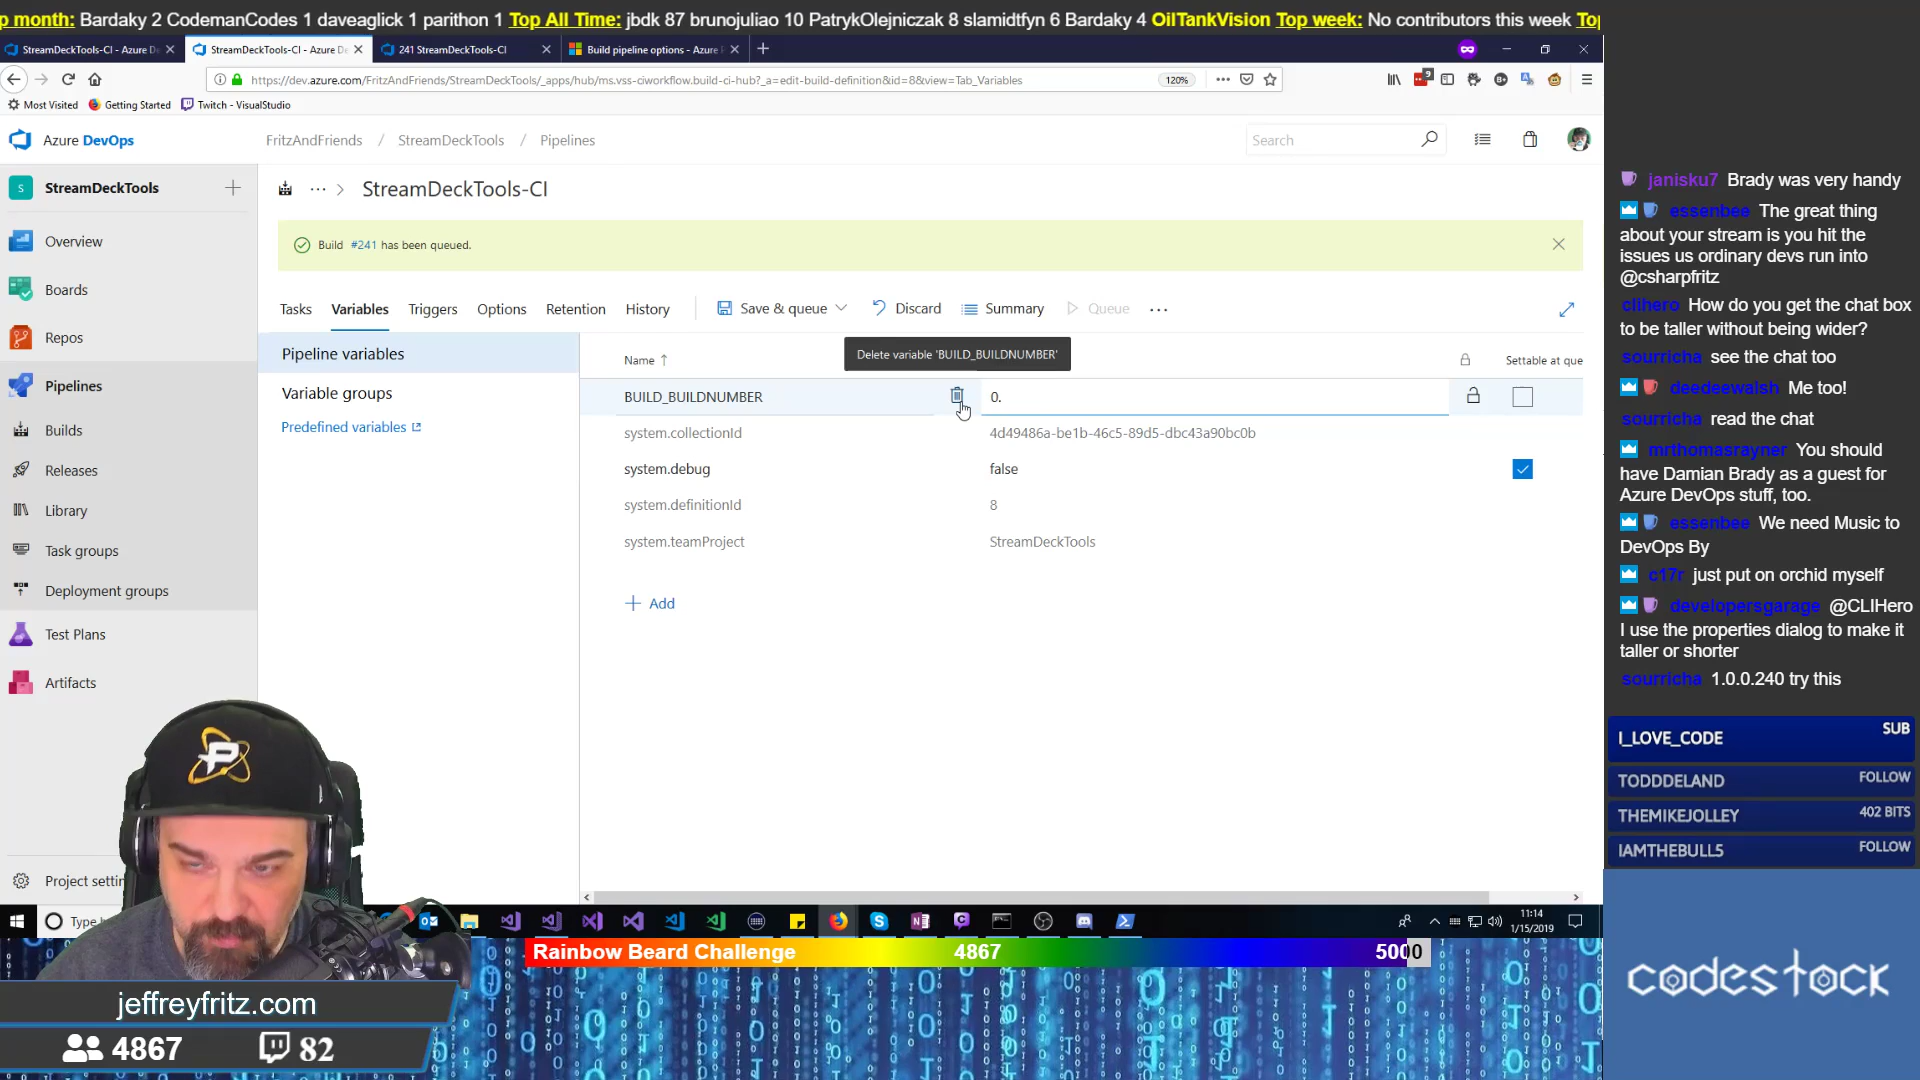 p month: Bardaky 2 CodemanCodes 1 daveaglick 1 parithon 1 Top All Time: jbdk 87 brunojuliao 10 PatrykOlejniczak 8 slamidtfyn 6 Bardaky 4 OilTankVision Top week: No contributors this week Top
StreamDeckTools-CI - Azure De
StreamDeckTools-CI - Azure De
241 StreamDeckTools-CI
Build pipeline options - Azure
https://dev.azure.com/FritzAndFriends/StreamDeckTools/_apps/hub/ms.vss-ciworkflow.build-ci-hub?_a=edit-build-definition&id=8&view=Tab_Variables
120%
Most Visited
Getting Started
Twitch - VisualStudio
Azure DevOps
FritzAndFriends / StreamDeckTools / Pipelines
Search
S StreamDeckTools
StreamDeckTools-CI
Build #241 has been queued.
Overview
Boards
Repos
Pipelines
Builds
Releases
Library
Task groups
Deployment groups
Test Plans
Artifacts
Project settin
Tasks
Variables
Triggers
Options
Retention
History
Save & queue
Discard
Summary
Queue
Pipeline variables
Variable groups
Predefined variables
Delete variable 'BUILD_BUILDNUMBER'
Name
Settable at que
BUILD_BUILDNUMBER 0.
system.collectionId 4d49486a-be1b-46c5-89d5-dbc43a90bc0b
system.debug false
system.definitionId 8
system.teamProject StreamDeckTools
Add
janisku7 Brady was very handy
essenbee The great thing
about your stream is you hit the
issues us ordinary devs run into
@csharpfritz
clihero How do you get the chat box
to be taller without being wider?
sourricha see the chat too
deedeewalsh Me too!
sourricha read the chat
mrthomasrayner You should
have Damian Brady as a guest for
Azure DevOps stuff, too.
essenbee We need Music to
DevOps By
c17r just put on orchid myself
developersgarage @CLIHero
I use the properties dialog to make it
taller or shorter
sourricha 1.0.0.240 try this
I_LOVE_CODE SUB
TODDDELAND FOLLOW
THEMIKEJOLLEY 402 BITS
IAMTHEBULL5 FOLLOW
Type
11:14
1/15/2019
Rainbow Beard Challenge 4867 5000
jeffreyfritz.com
4867 82
codestock